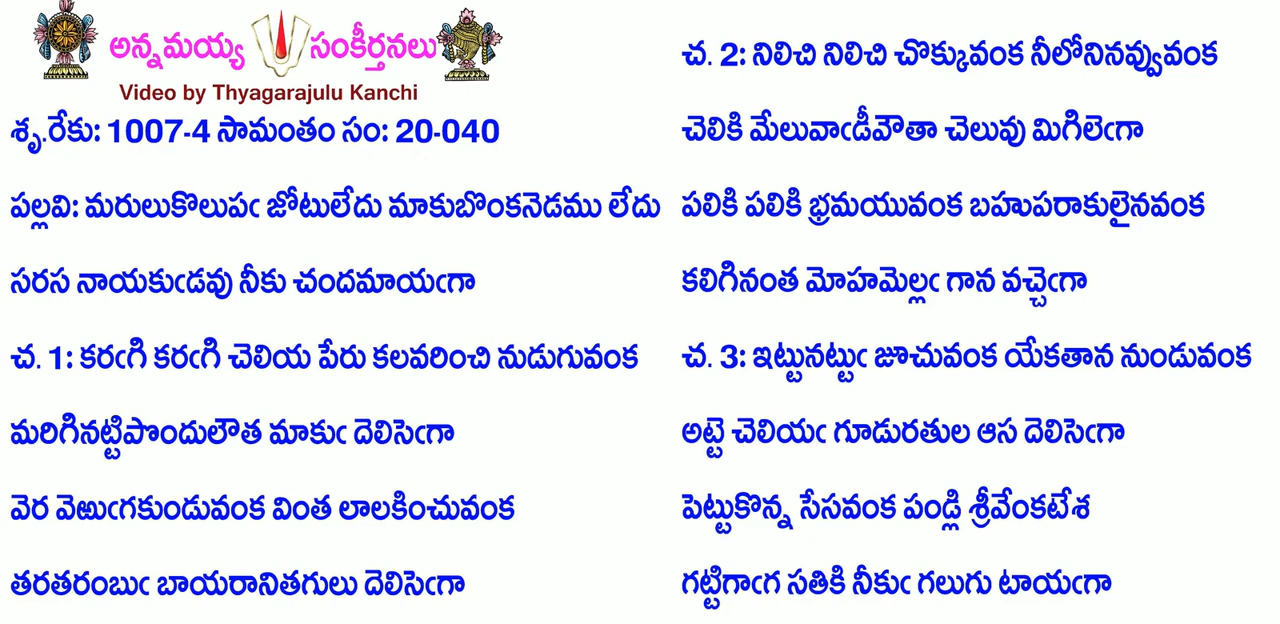 అన్నమయ్య సంకీర్తనలు
Video by Thyagarajulu Kanchi
శృ.రేకు: 1007-4 సామంతం సం: 20-040
పల్లవి: మరులుకొలుపఁ జోటులేదు మాకుబొంకనెడము లేదు
సరస నాయకుఁడవు నీకు చందమాయఁగా
చ. 1: కరఁగి కరఁగి చెలియ పేరు కలవరించి నుడుగువంక
మరిగినట్టిపొందులౌత మాకుఁ దెలిసెఁగా
వెర వెఱుఁగకుండువంక వింత లాలకించువంక
తరతరంబుఁ బాయరానితగులు దెలిసెఁగా
చ. 2: నిలిచి నిలిచి చొక్కువంక నీలోనినవ్వువంక
చెలికి మేలువాఁడీవౌతా చెలువు మిగిలెఁగా
పలికి పలికి భ్రమయువంక బహుపరాకులైనవంక
కలిగినంత మోహమెల్లఁ గాన వచ్చెఁగా
చ. 3: ఇట్టునట్టుఁ జూచువంక యేకతాన నుండువంక
అట్టె చెలియఁ గూడురతుల ఆస దెలిసెఁగా
పెట్టుకొన్న సేసవంక పండ్లి శ్రీవేంకటేశ
గట్టిగాఁగ సతికి నీకుఁ గలుగు టాయఁగా